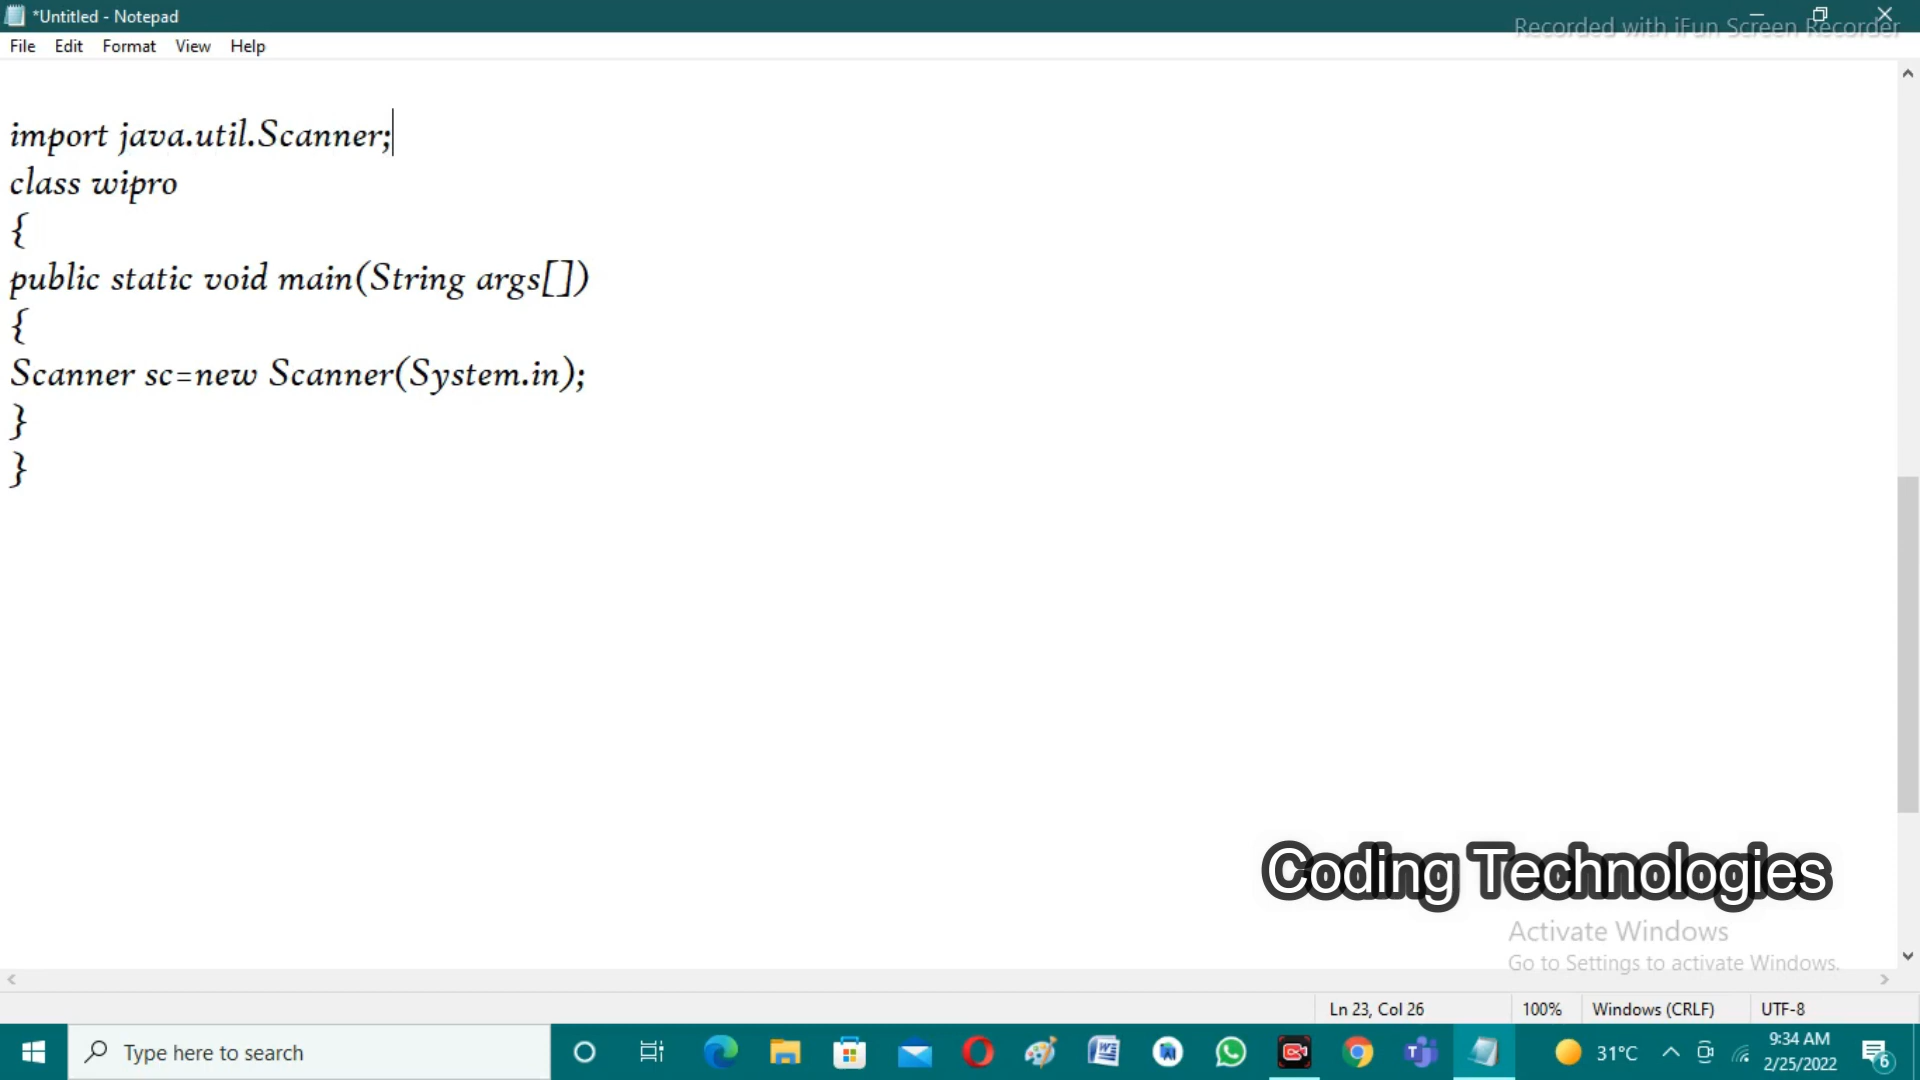 *Untitled - Notepad
Recorded with iFun Screen Recorder
File Edit Format View Help
import java.util.Scanner;
class wipro
{
public static void main(String args[])
{
Scanner sc=new Scanner(System.in);
}
}
Coding Technologies
Activate Windows
Go to Settings to activate Windows.
Ln 23, Col 26 100% Windows (CRLF) UTF-8
Type here to search
31°C
9:34 AM
2/25/2022
6